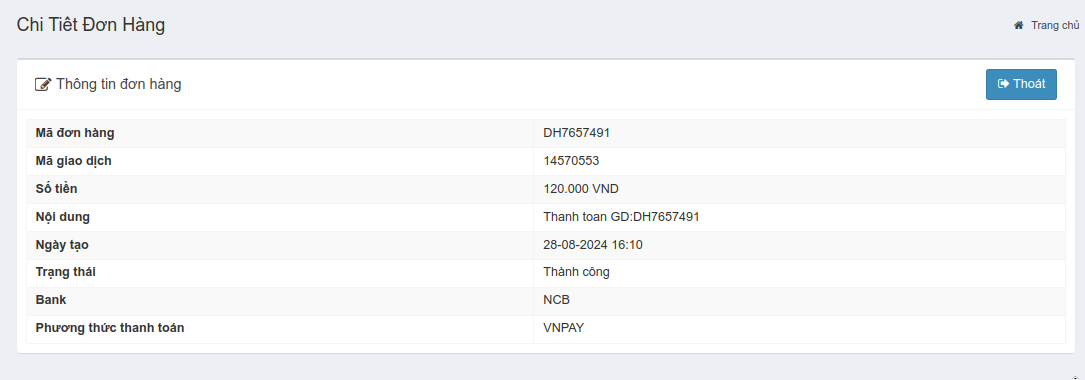 Chi Tiêt Đơn Hàng
Trang chủ
Thông tin đơn hàng
Thoát
Mã đơn hàng DH7657491
Mã giao dịch 14570553
Số tiền 120.000 VND
Nội dung Thanh toan GD:DH7657491
Ngày tạo 28-08-2024 16:10
Trạng thái Thành công
Bank NCB
Phương thức thanh toán VNPAY